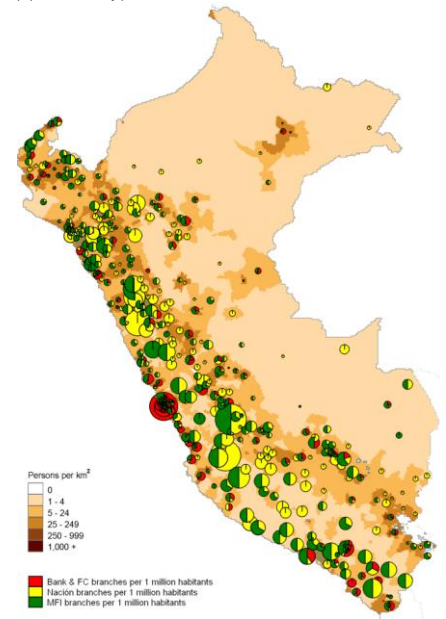 Persons per km²
0
1 - 4
5 - 24
25 - 249
250 - 999
1,000 +
Bank & FC branches per 1 million habitants
Nación branches per 1 million habitants
MFI branches per 1 million habitants